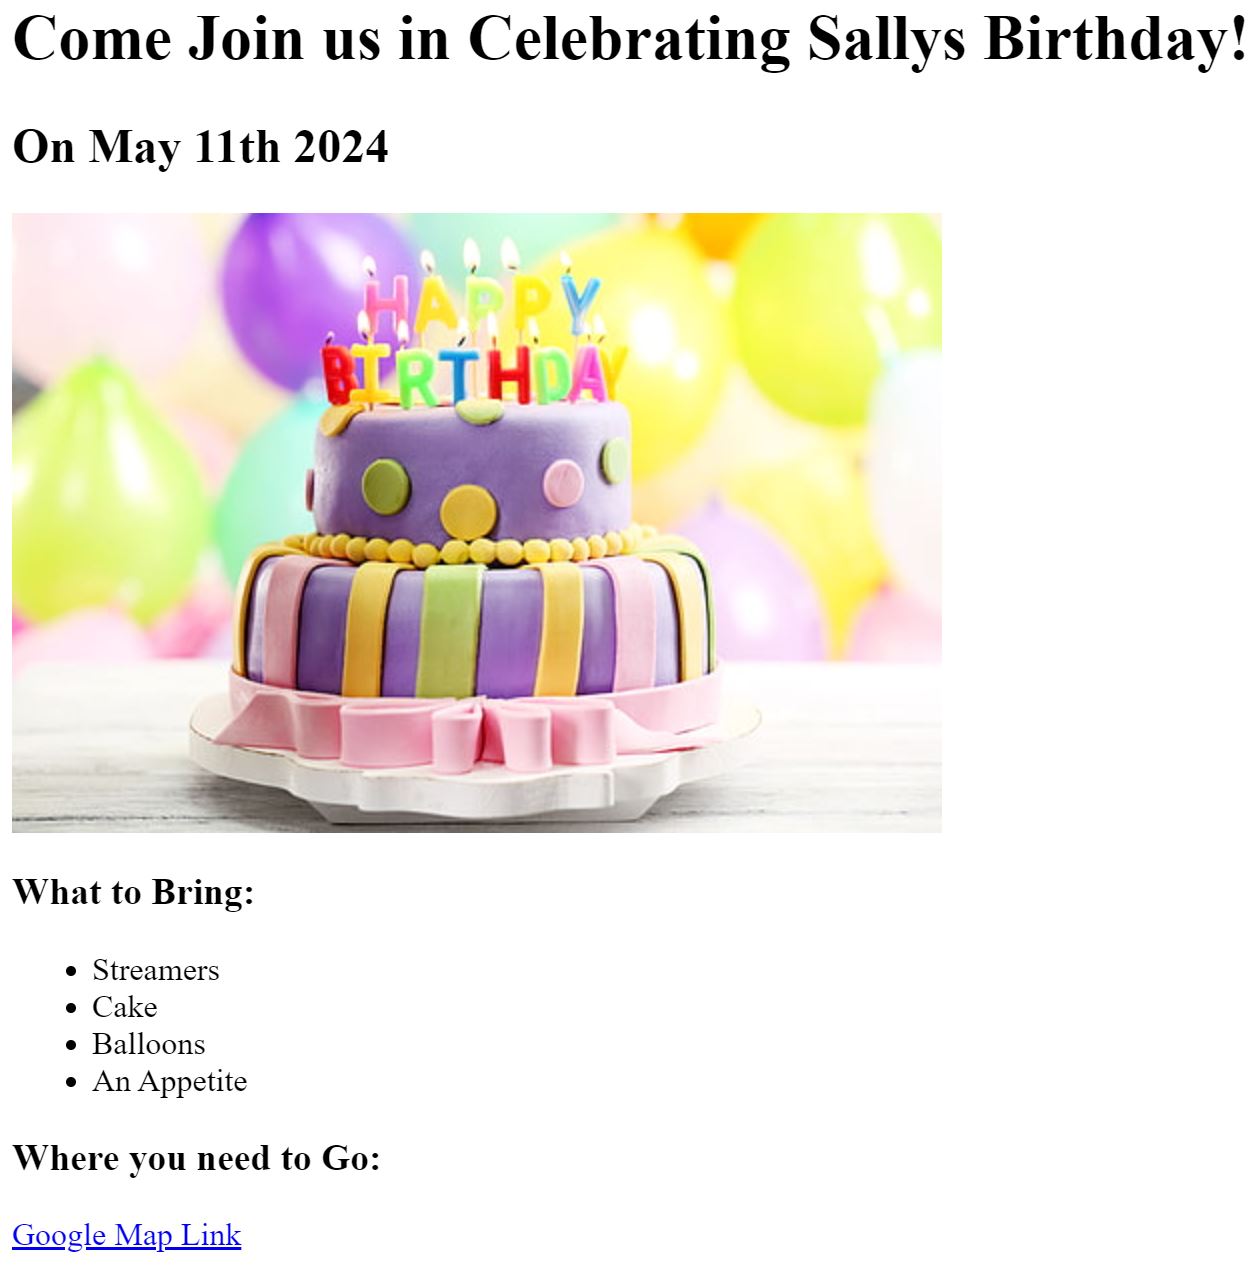 Come Join us in Celebrating Sallys Birthday!
On May 11th 2024
HAPPY
BIRTHDAY
What to Bring:
Streamers
Cake
Balloons
An Appetite
Where you need to Go:
Google Map Link